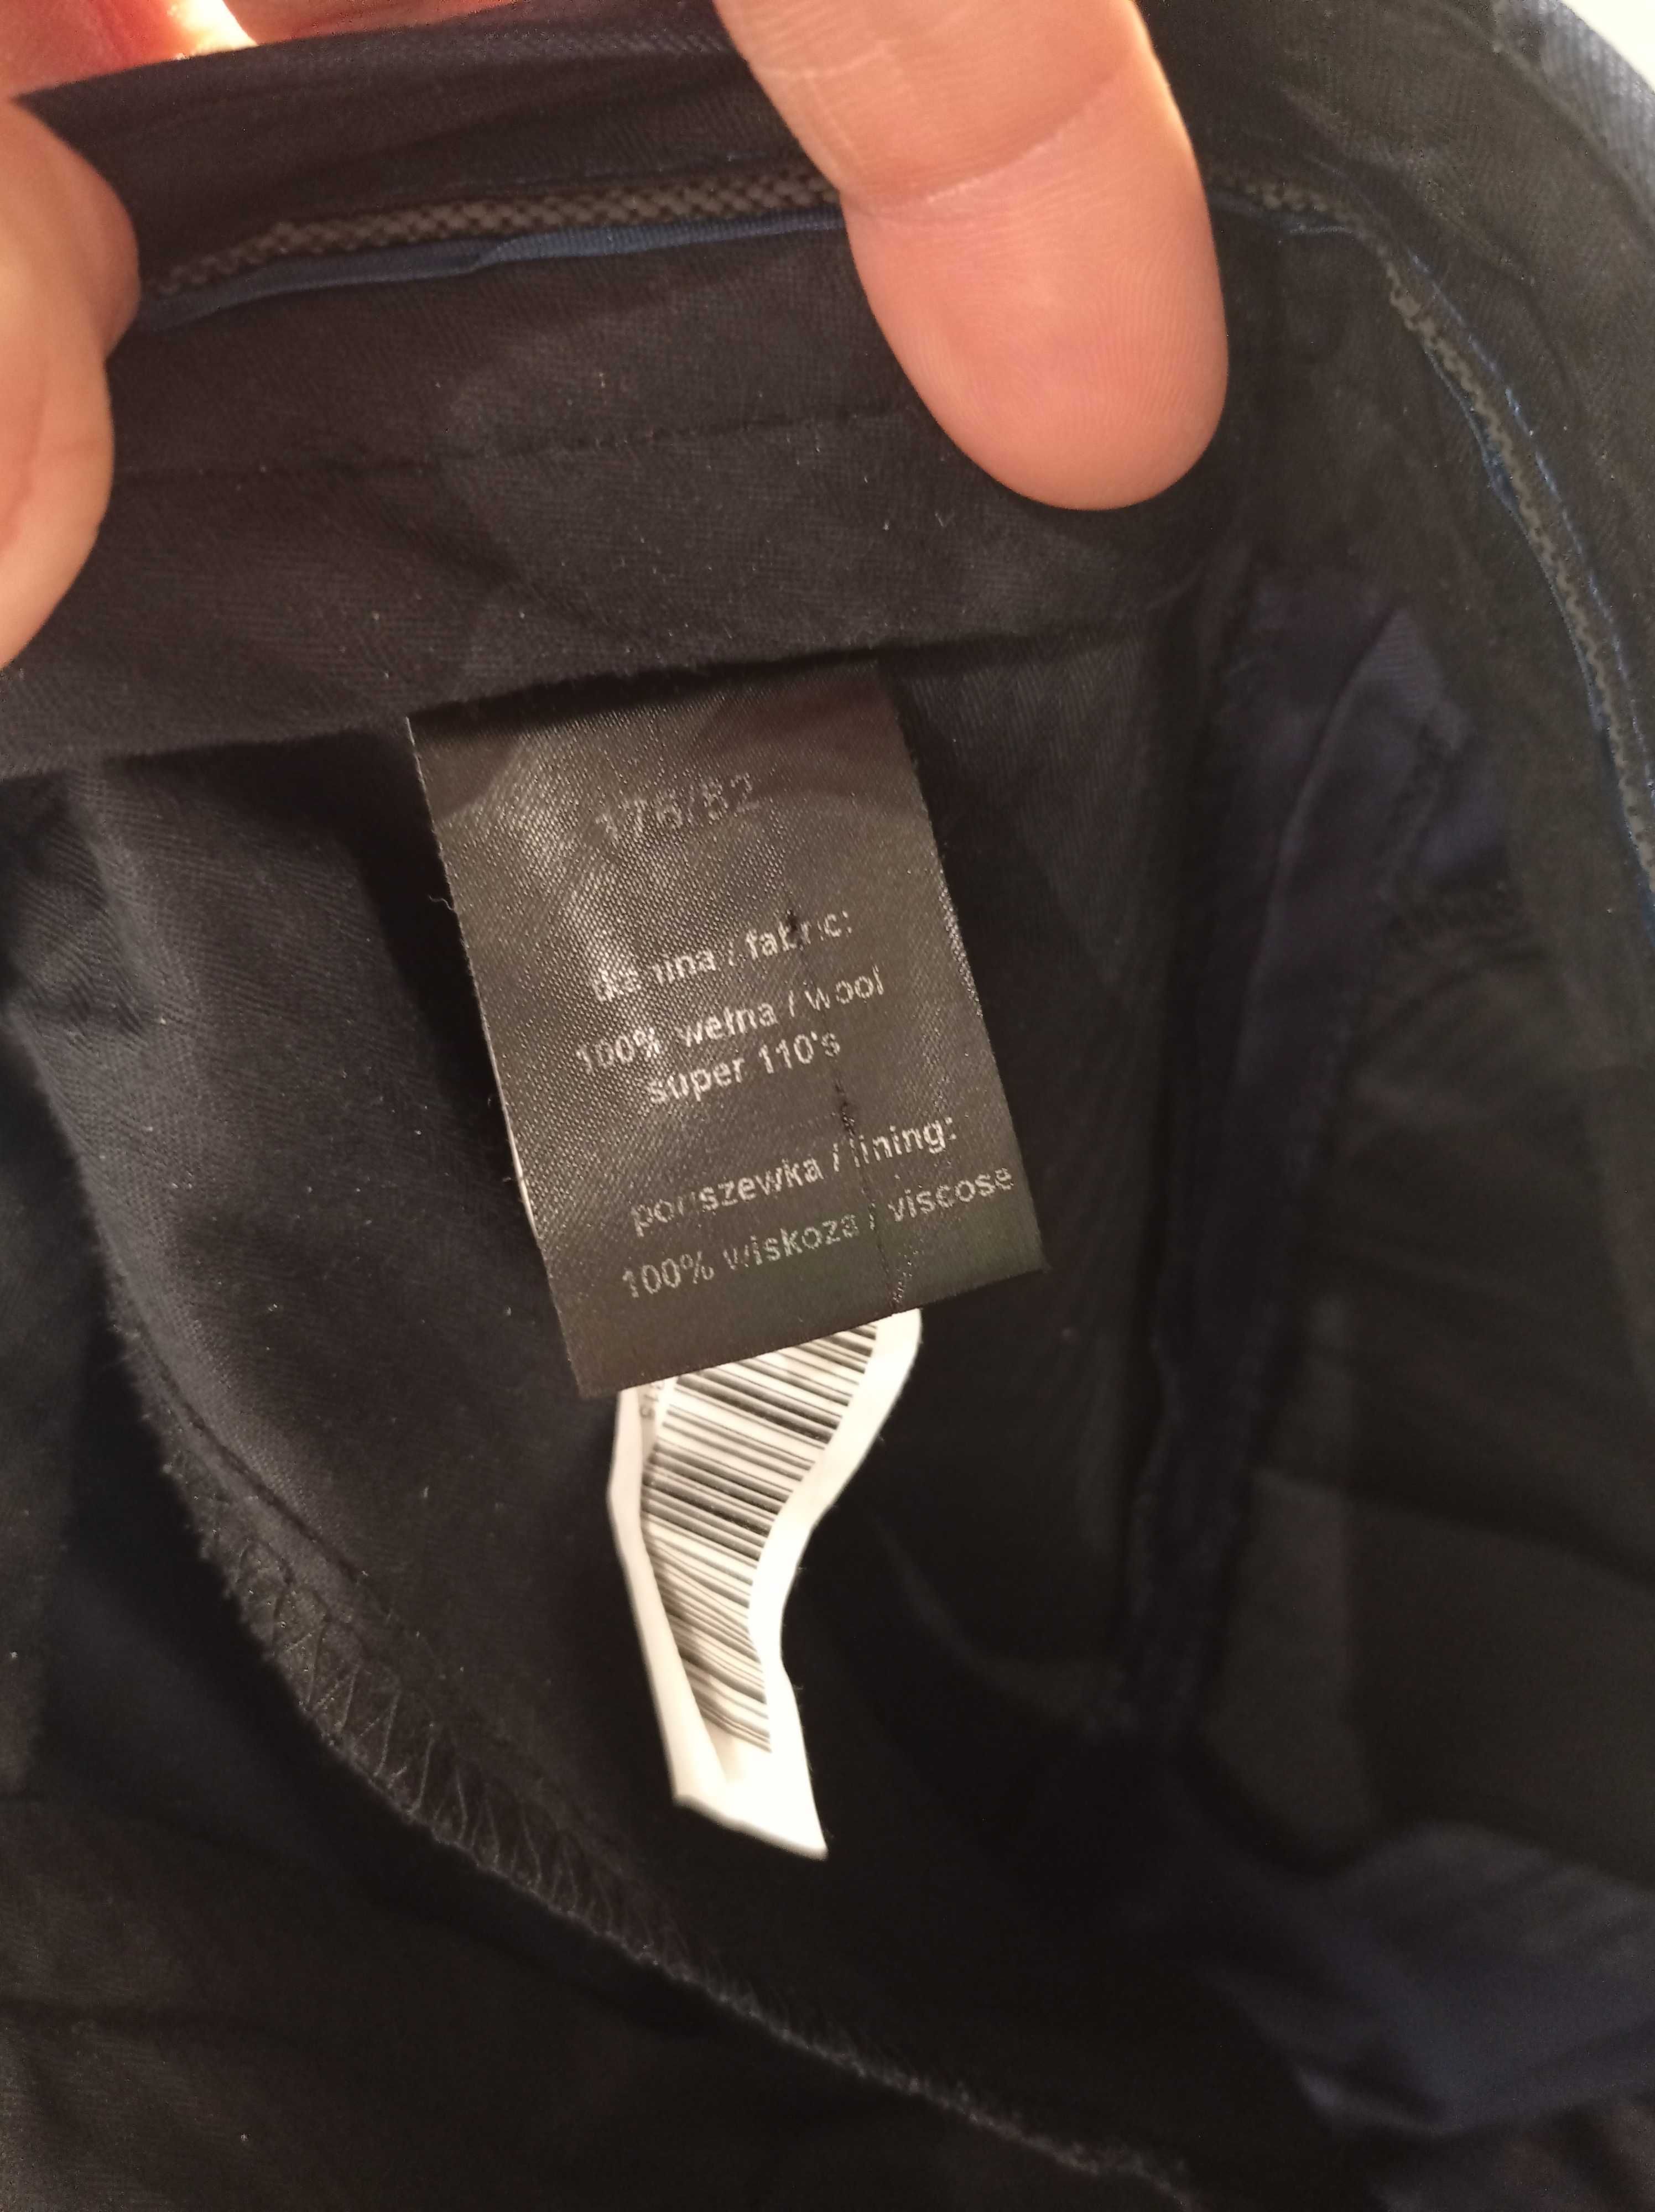 176/82
tkanina / fabric:
100% wełna / wool
super 110's
podszewka / lining:
100% wiskoza / viscose